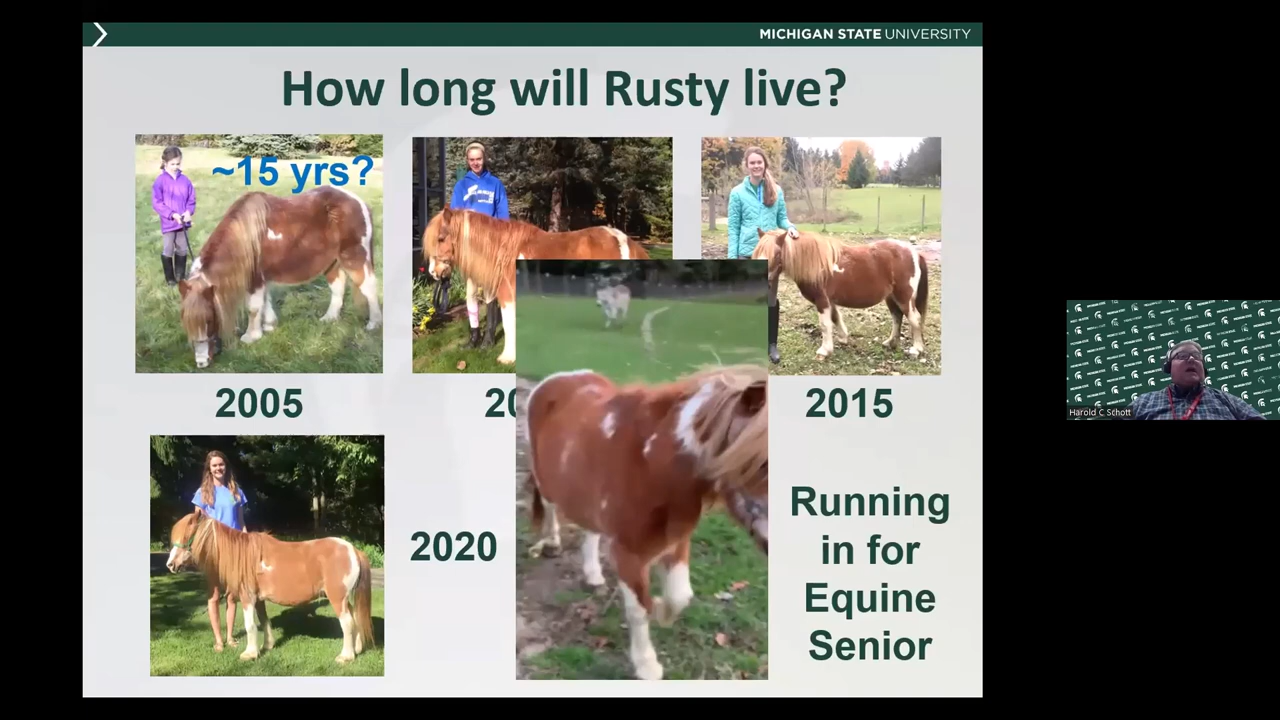 MICHIGAN STATE UNIVERSITY
How long will Rusty live?
~15 yrs?
2005
20
2015
2020
Running
in for
Equine
Senior
Harold C Schott